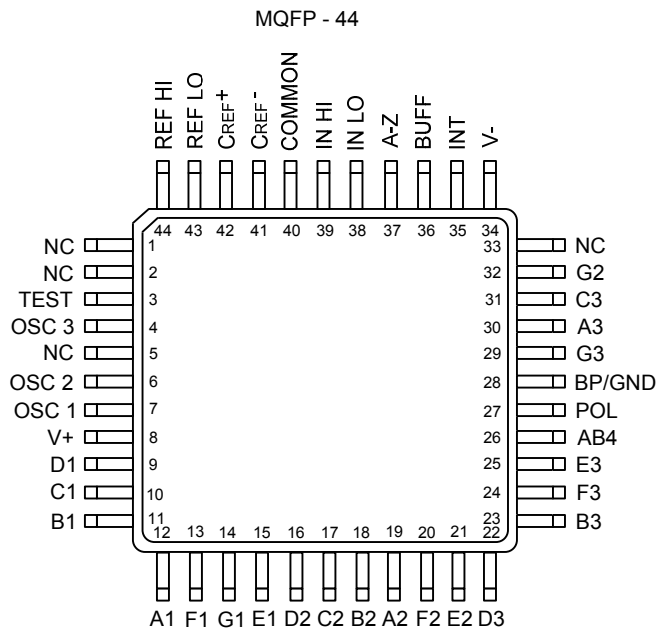 MQFP - 44
REF HI
REF LO
CREF+
CREF-
COMMON
IN HI
IN LO
A-Z
BUFF
INT
V-
44 43 42 41 40 39 38 37 36 35 34
NC 1 33 NC
NC 2 32 G2
TEST 3 31 C3
OSC 3 4 30 A3
NC 5 29 G3
OSC 2 6 28 BP/GND
OSC 1 7 27 POL
V+ 8 26 AB4
D1 9 25 E3
C1 10 24 F3
B1 11 23 B3
12 13 14 15 16 17 18 19 20 21 22
A1 F1 G1 E1 D2 C2 B2 A2 F2 E2 D3